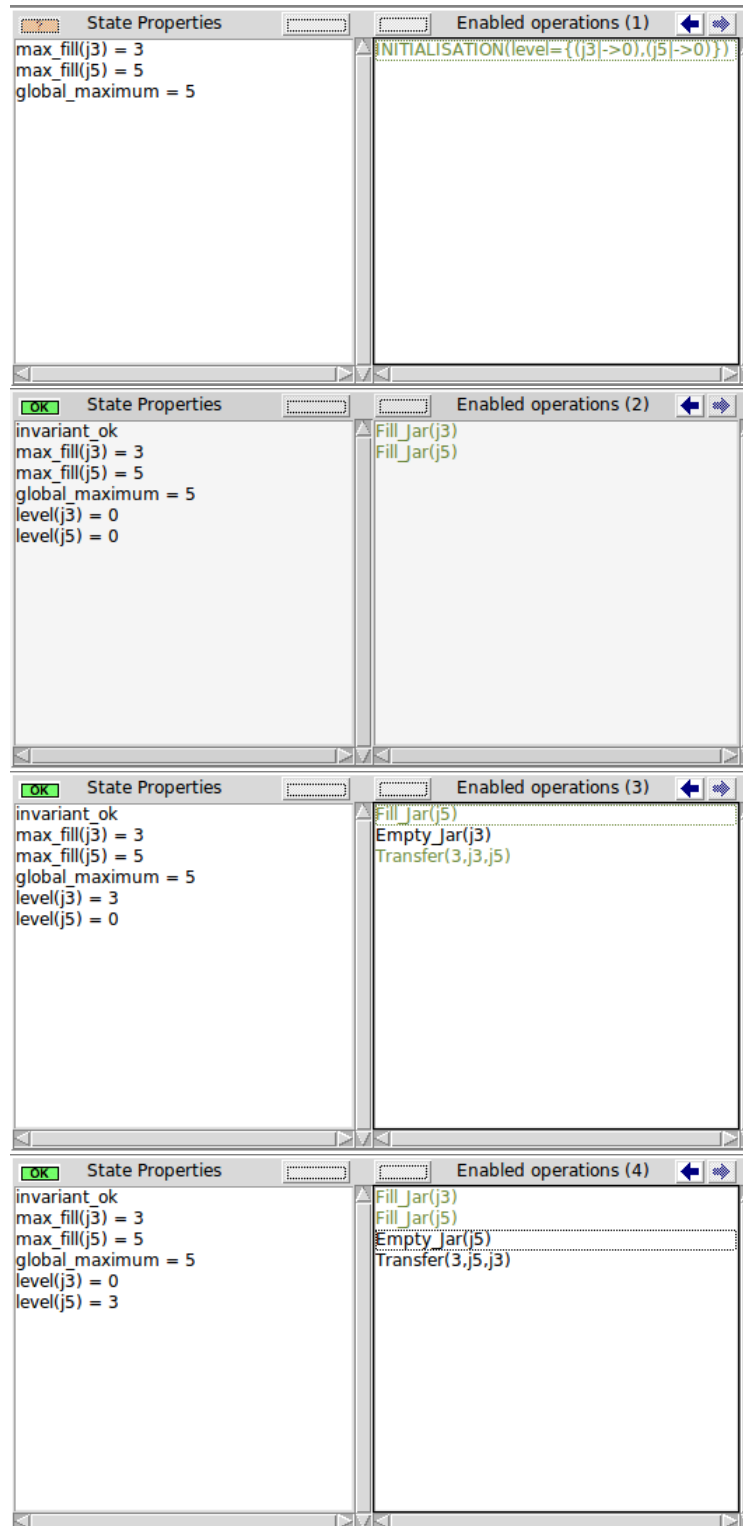 ? State Properties Enabled operations (1)
max_fill(j3) = 3 INITIALISATION(level={(j3|->0),(j5|->0)})
max_fill(j5) = 5
global_maximum = 5
OK State Properties Enabled operations (2)
invariant_ok Fill_Jar(j3)
max_fill(j3) = 3 Fill_Jar(j5)
max_fill(j5) = 5
global_maximum = 5
level(j3) = 0
level(j5) = 0
OK State Properties Enabled operations (3)
invariant_ok Fill_Jar(j5)
max_fill(j3) = 3 Empty_Jar(j3)
max_fill(j5) = 5 Transfer(3,j3,j5)
global_maximum = 5
level(j3) = 3
level(j5) = 0
OK State Properties Enabled operations (4)
invariant_ok Fill_Jar(j3)
max_fill(j3) = 3 Fill_Jar(j5)
max_fill(j5) = 5 Empty_Jar(j5)
global_maximum = 5 Transfer(3,j5,j3)
level(j3) = 0
level(j5) = 3